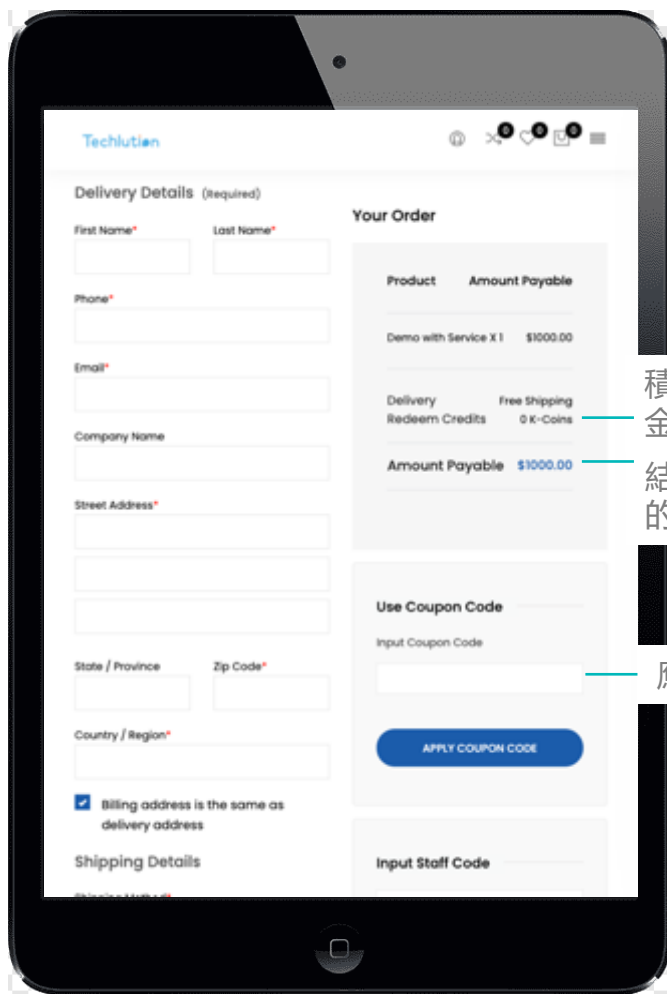 Techlution
0
0
0
Delivery Details (Required)
First Name*
Last Name*
Phone*
Email*
Company Name
Street Address*
State / Province
Zip Code*
Country / Region*
Billing address is the same as
delivery address
Shipping Details
Shipping Method*
Your Order
Product Amount Payable
Demo with Service X 1 $1000.00
Delivery Free Shipping
Redeem Credits 0 K-Coins
Amount Payable $1000.00
Use Coupon Code
Input Coupon Code
APPLY COUPON CODE
Input Staff Code
積
金
結
的